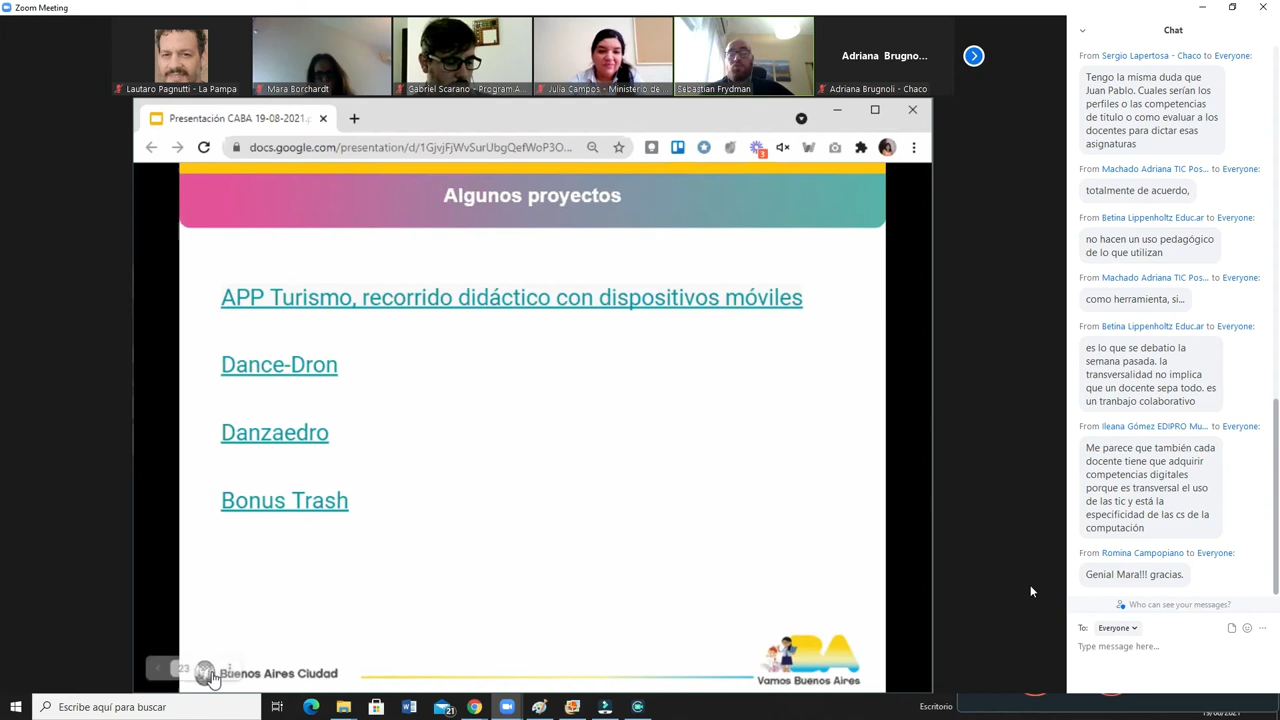 Zoom Meeting
Lautaro Pagnutti - La Pampa
Mara Borchardt
Gabriel Scarano - Program.A...
Julia Campos - Ministerio de...
Sebastian Frydman
Adriana Brugno...
Adriana Brugnoli - Chaco
Presentación CABA 19-08-2021.
docs.google.com/presentation/d/1GjvjFjWvSurUbgQefWoP3O...
3
Algunos proyectos
APP Turismo, recorrido didáctico con dispositivos móviles
Dance-Dron
Danzaedro
Bonus Trash
23
Buenos Aires Ciudad
BA
Vamos Buenos Aires
Chat
From Sergio Lapertosa - Chaco to Everyone:
Tengo la misma duda que
Juan Pablo. Cuales serían los
perfiles o las competencias
de titulo o como evaluar a los
docentes para dictar esas
asignaturas
From Machado Adriana TIC Pos... to Everyone:
totalmente de acuerdo,
From Betina Lippenholtz Educ.ar to Everyone:
no hacen un uso pedagógico
de lo que utilizan
From Machado Adriana TIC Pos... to Everyone:
como herramienta, si...
From Betina Lippenholtz Educ.ar to Everyone:
es lo que se debatio la
semana pasada. la
transversalidad no implica
que un docente sepa todo. es
un tranbajo colaborativo
From Ileana Gómez EDIPRO Mu... to Everyone:
Me parece que también cada
docente tiene que adquirir
competencias digitales
porque es transversal el uso
de las tic y está la
especificidad de las cs de la
computación
From Romina Campopiano to Everyone:
Genial Mara!!! gracias.
Who can see your messages?
To: Everyone
Type message here...
Escribe aquí para buscar
21
Escritorio